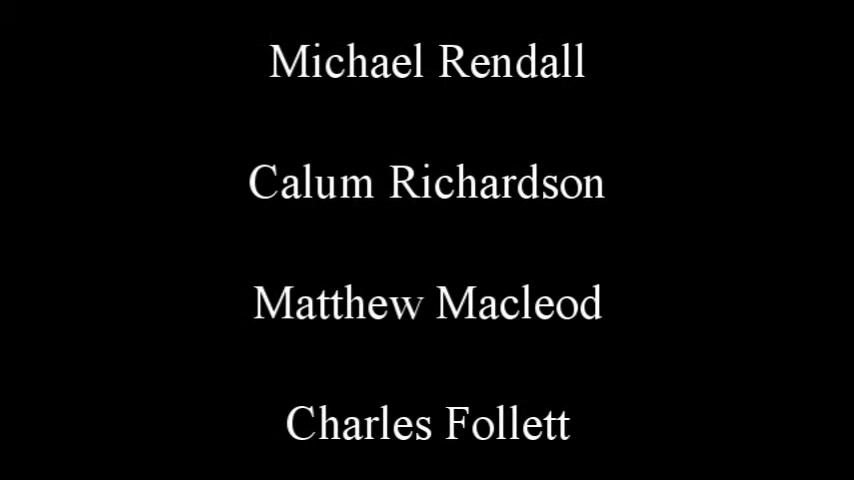 Michael Rendall
Calum Richardson
Matthew Macleod
Charles Follett